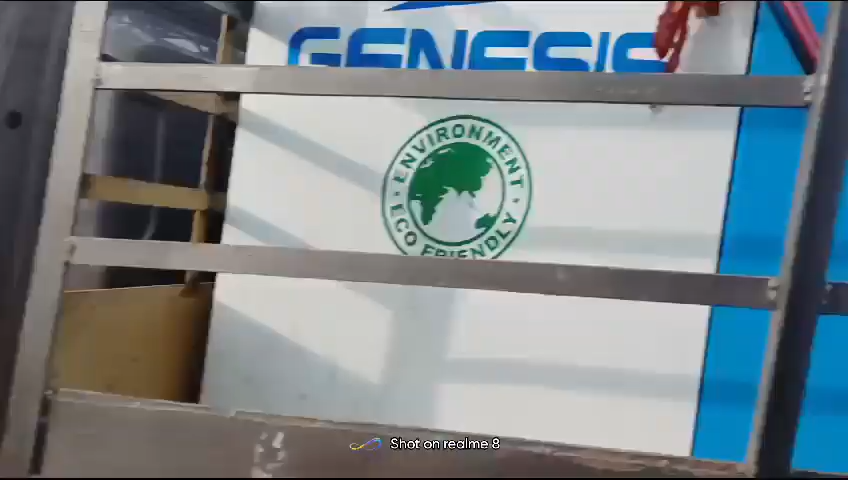 GENESIS
ENVIRONMENT
ECO FRIENDLY
Shot on realme 8